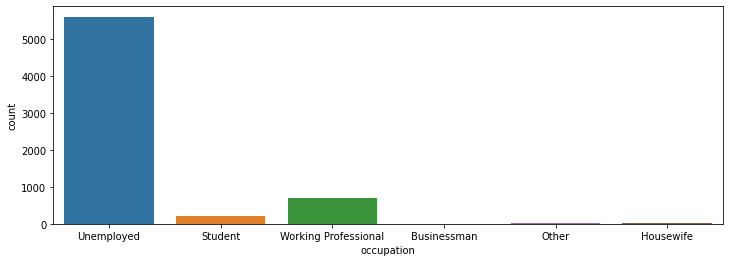 count
5000
4000
3000
2000
1000
0
Unemployed Student Working Professional Businessman Other Housewife
occupation